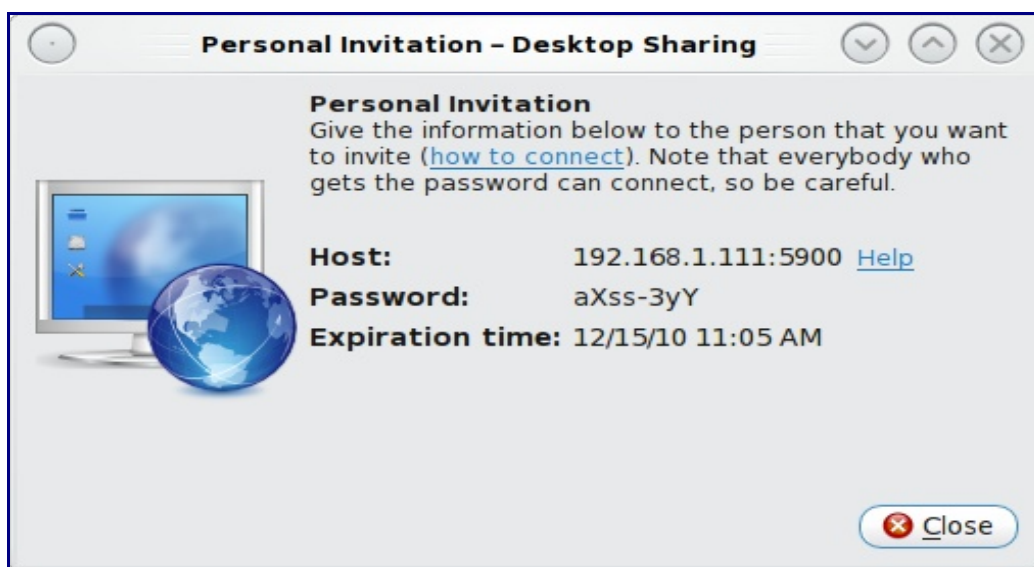 Personal Invitation – Desktop Sharing
Personal Invitation
Give the information below to the person that you want
to invite (how to connect). Note that everybody who
gets the password can connect, so be careful.
Host: 192.168.1.111:5900 Help
Password: aXss-3yY
Expiration time: 12/15/10 11:05 AM
Close